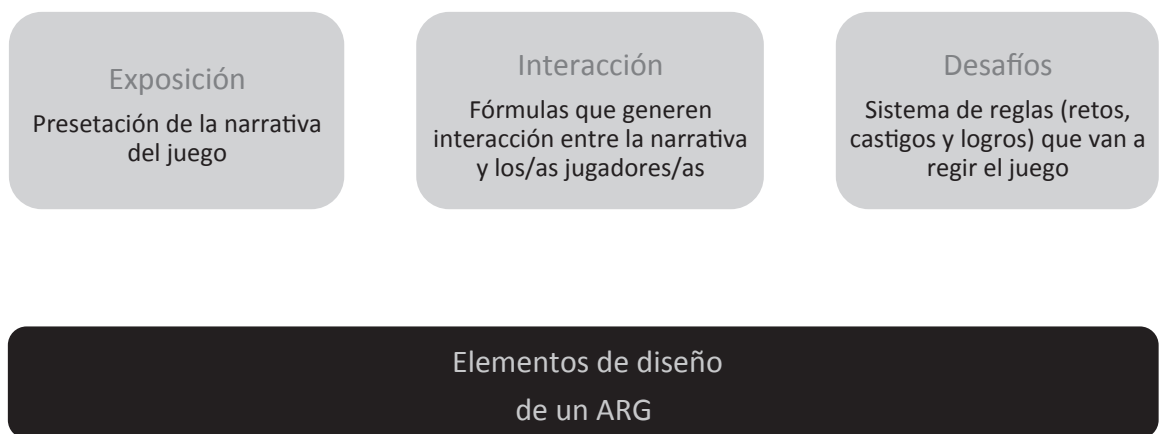 Exposición
Presetación de la narrativa
del juego
Interacción
Fórmulas que generen
interacción entre la narrativa
y los/as jugadores/as
Desafíos
Sistema de reglas (retos,
castigos y logros) que van a
regir el juego
Elementos de diseño
de un ARG